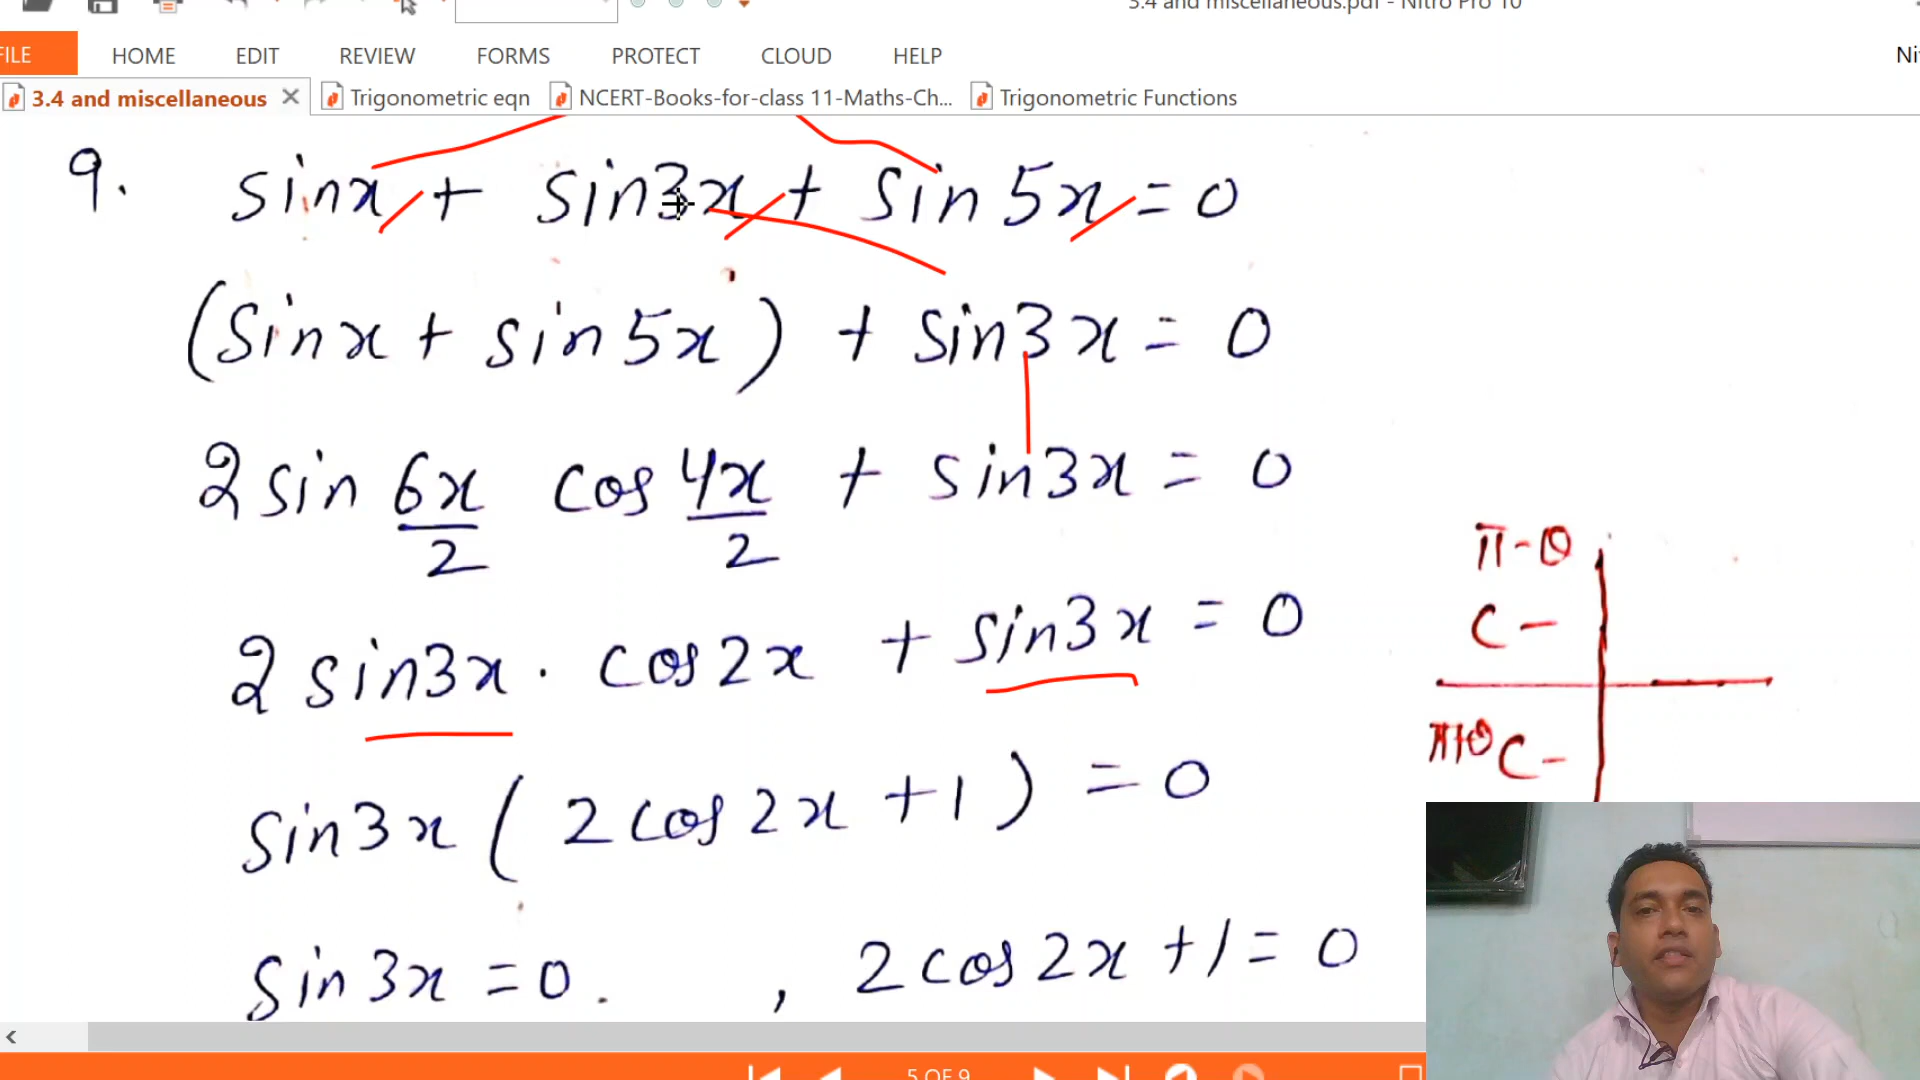 3.4 and miscellaneous.pdf - Nitro Pro 10
FILE HOME EDIT REVIEW FORMS PROTECT CLOUD HELP Ni
3.4 and miscellaneous Trigonometric eqn NCERT-Books-for-class 11-Maths-Ch... Trigonometric Functions
9. sinx + sin3x + sin5x = 0
(sinx + sin5x) + sin3x = 0
2 sin 6x/2 cos 4x/2 + sin3x = 0
2 sin3x · cos2x + sin3x = 0
sin3x (2cos2x + 1) = 0
sin3x = 0. , 2cos2x + 1 = 0
π-θ
C -
π+θ C -
5 OF 9